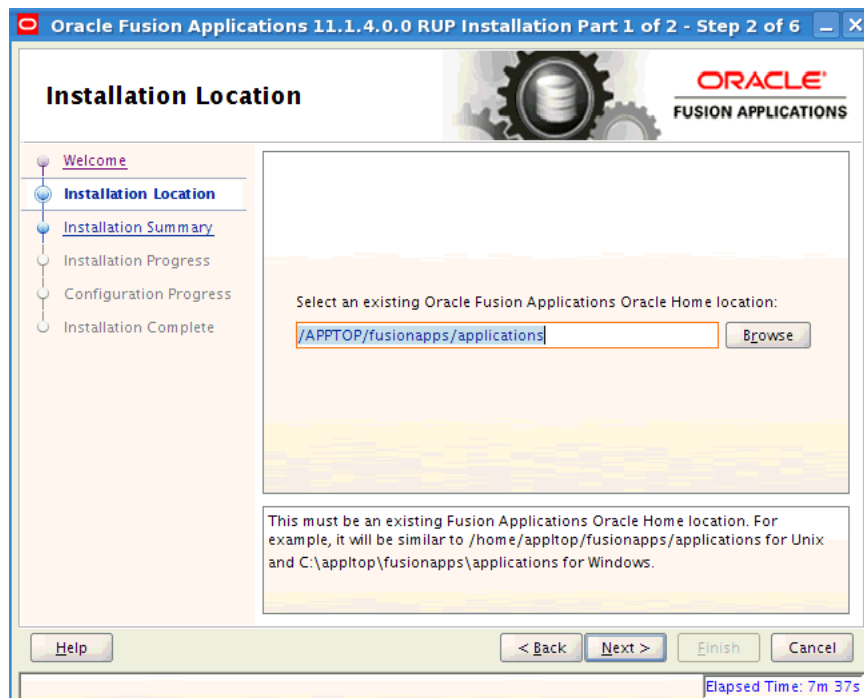 Oracle Fusion Applications 11.1.4.0.0 RUP Installation Part 1 of 2 - Step 2 of 6
Installation Location
ORACLE
FUSION APPLICATIONS
Welcome
Installation Location
Installation Summary
Installation Progress
Configuration Progress
Installation Complete
Select an existing Oracle Fusion Applications Oracle Home location:
/APPTOP/fusionapps/applications
Browse
This must be an existing Fusion Applications Oracle Home location. For
example, it will be similar to /home/appltop/fusionapps/applications for Unix
and C:\appltop\fusionapps\applications for Windows.
Help
< Back
Next >
Finish
Cancel
Elapsed Time: 7m 37s